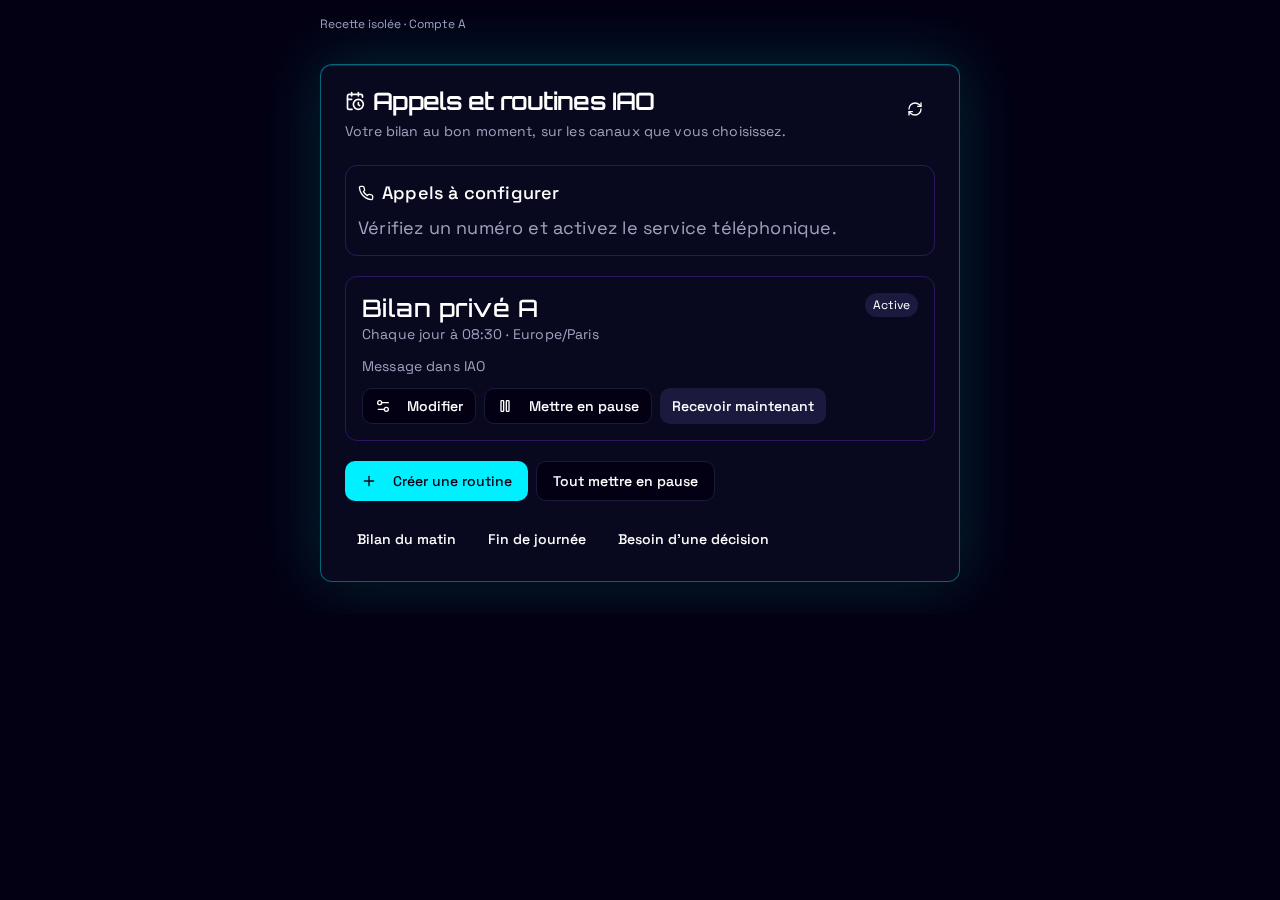 Recette isolée · Compte A
Appels et routines IAO
Votre bilan au bon moment, sur les canaux que vous choisissez.
Appels à configurer
Vérifiez un numéro et activez le service téléphonique.
Bilan privé A
Active
Chaque jour à 08:30 · Europe/Paris
Message dans IAO
Modifier
Mettre en pause
Recevoir maintenant
Créer une routine
Tout mettre en pause
Bilan du matin
Fin de journée
Besoin d’une décision